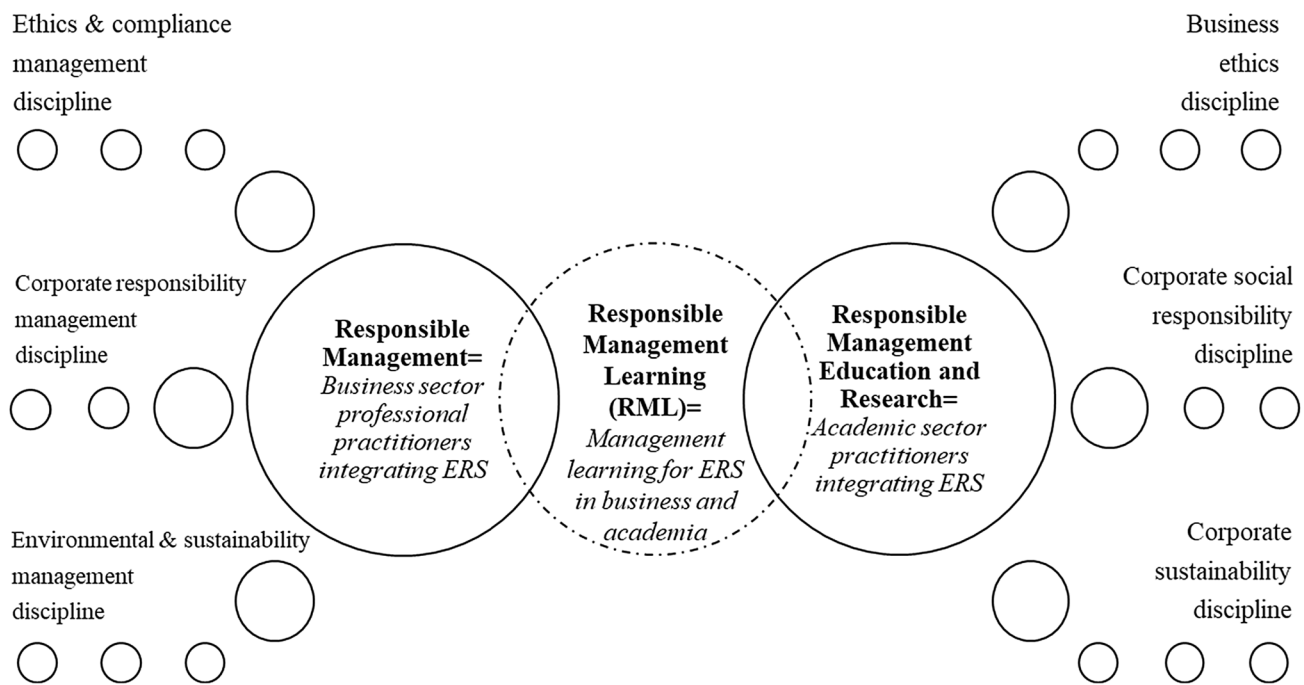 Ethics & compliance
management
discipline
Corporate responsibility
management
discipline
Environmental & sustainability
management
discipline
Responsible
Management=
Business sector
professional
practitioners
integrating ERS
Responsible
Management
Learning
(RML)=
Management
learning for ERS
in business and
academia
Responsible
Management
Education and
Research=
Academic sector
practitioners
integrating ERS
Business
ethics
discipline
Corporate social
responsibility
discipline
Corporate
sustainability
discipline